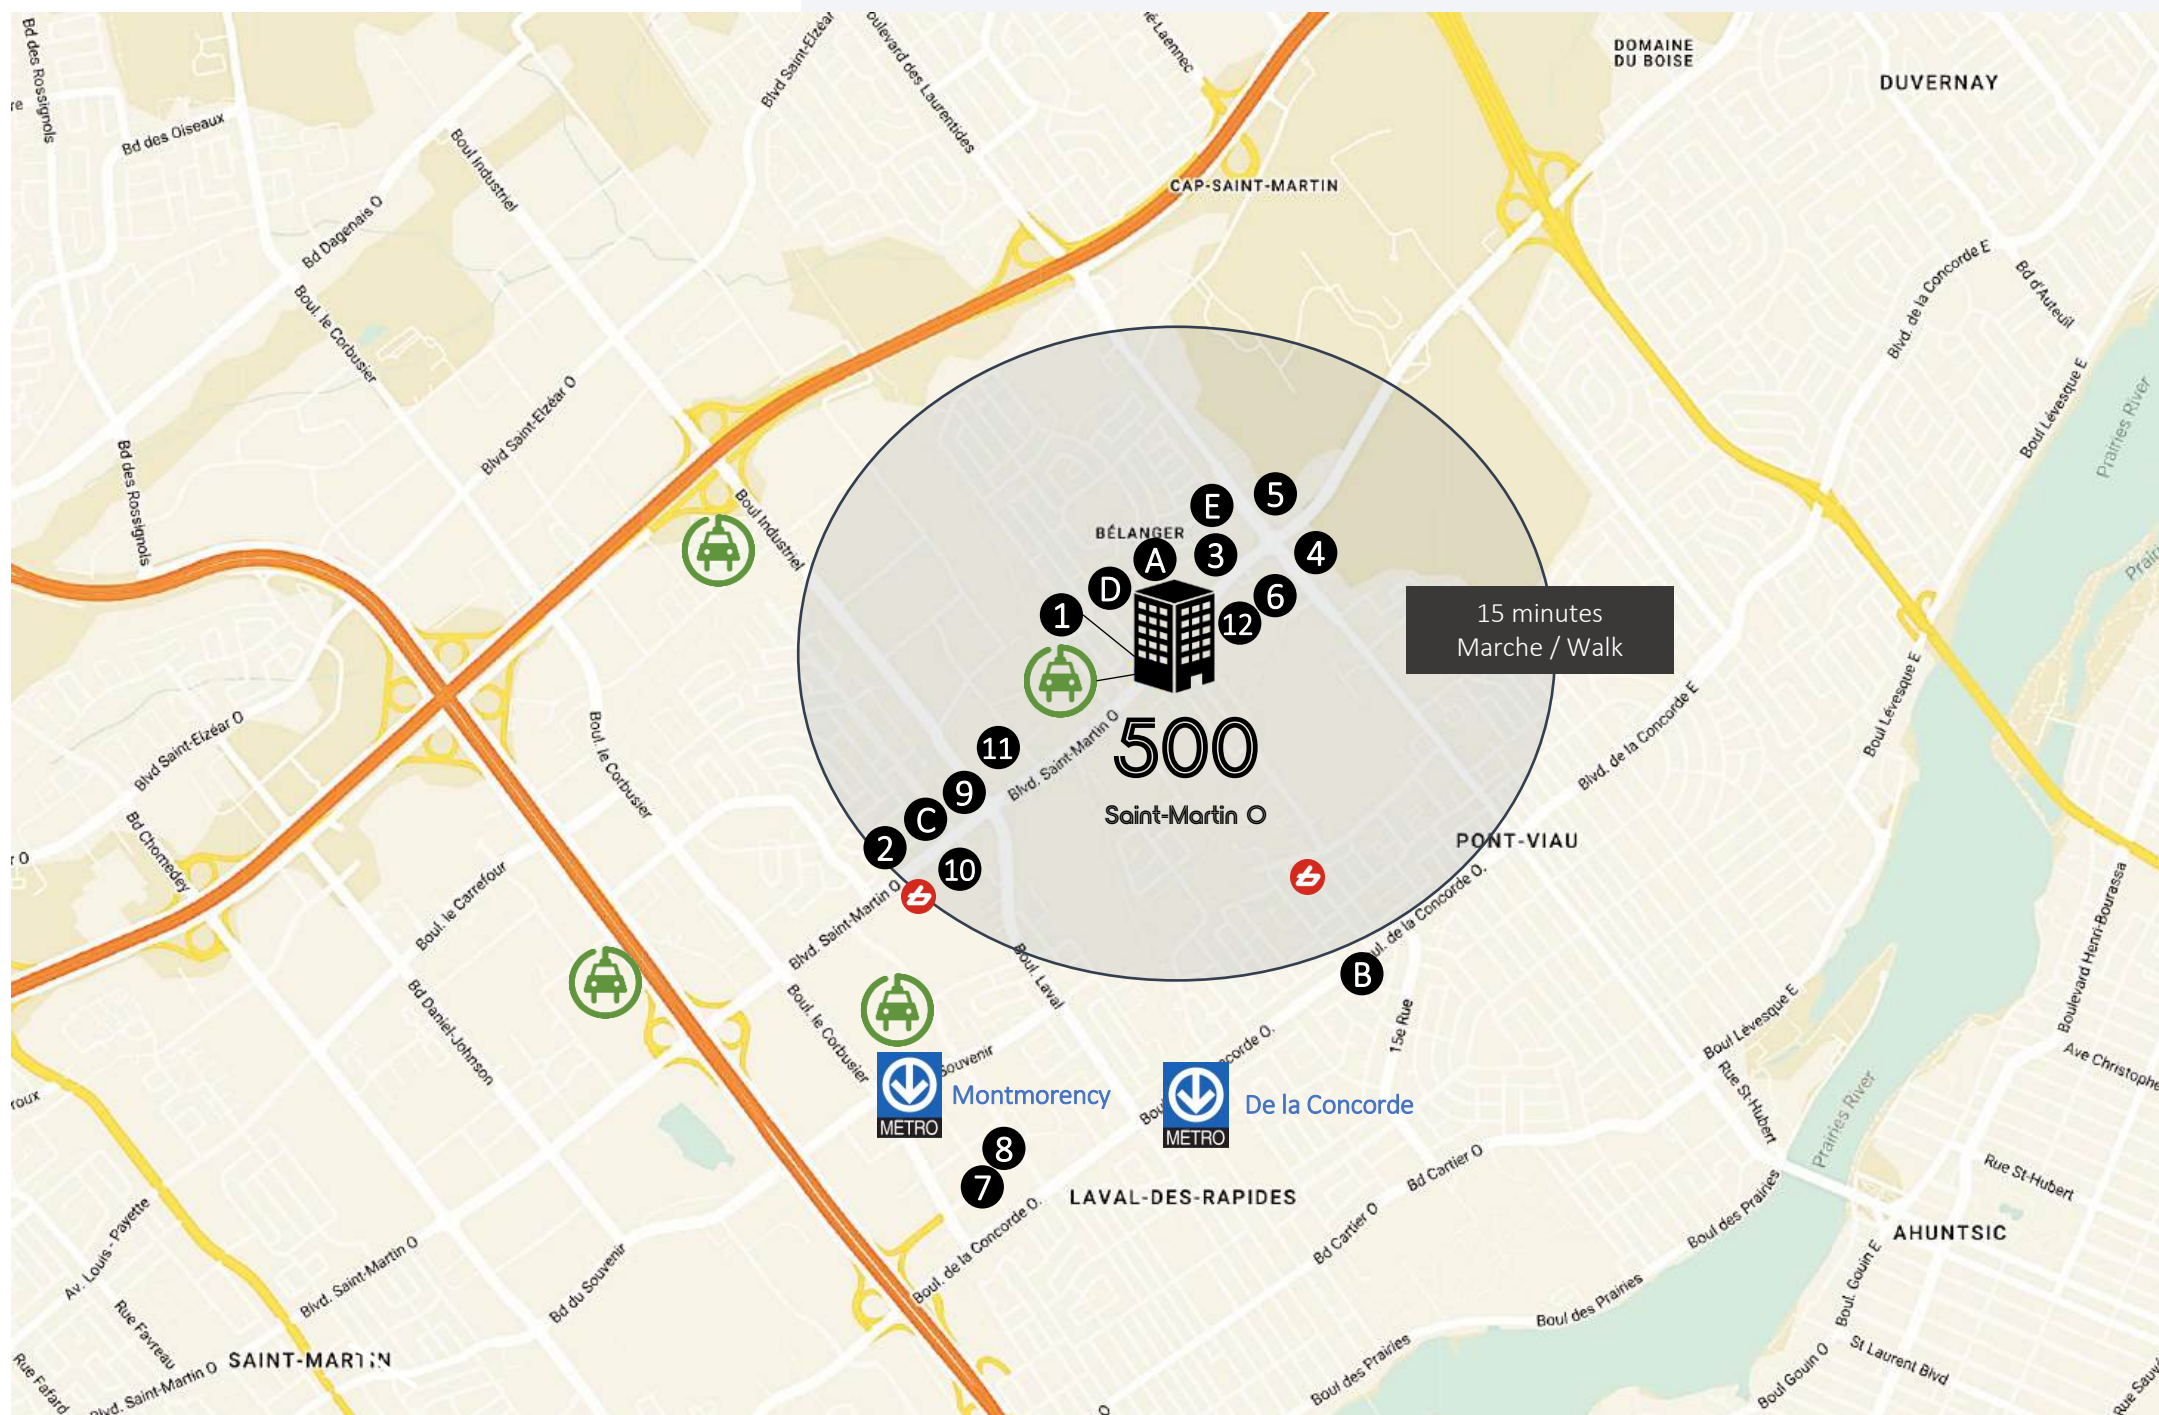 Bd des Rossignols
Bd des Oiseaux
Boul Industriel
Blvd Saint-Elzéar
Boulevard des Laurentides
DOMAINE
DU BOISE
DUVERNAY
CAP-SAINT-MARTIN
Bd Dagenais O
Boul. le Corbusier
Blvd. de la Concorde E
Bd d'Auteuil
Boul Lévesque E
Prairies River
Blvd Saint-Elzéar O
Bd des Rossignols
Boul Industriel
E
5
BÉLANGER
A
3
4
D
6
1
12
15 minutes
Marche / Walk
500
Saint-Martin O
Blvd. Saint-Martin O
11
9
C
2
10
Blvd Saint-Elzéar O
Boul. le Corbusier
Bd Chomedey
Boul. le Carrefour
Blvd. Saint-Martin O
PONT-VIAU
Blvd. de la Concorde E
Boul Lévesque E
Boul. de la Concorde O.
B
Boul. Laval
Bd Daniel-Johnson
Boul. le Corbusier
Souvenir
15e Rue
Boul Lévesque E
Boulevard Henri-Bourassa
Ave Christophe
METRO
Montmorency
METRO
De la Concorde
8
7
LAVAL-DES-RAPIDES
Boul. de la Concorde O.
Bd Cartier O
Bd Cartier O
Rue St-Hubert
Prairies River
Rue St-Hubert
AHUNTSIC
Boul des Prairies
Boul des Prairies
Boul des Prairies
Boul. Gouin E
Boul Gouin O
St Laurent Blvd
Av. Louis - Payette
Rue Favreau
Blvd. Saint-Martin O
Bd du Souvenir
SAINT-MARTIN
Blvd. Saint-Martin O
Rue Fafard